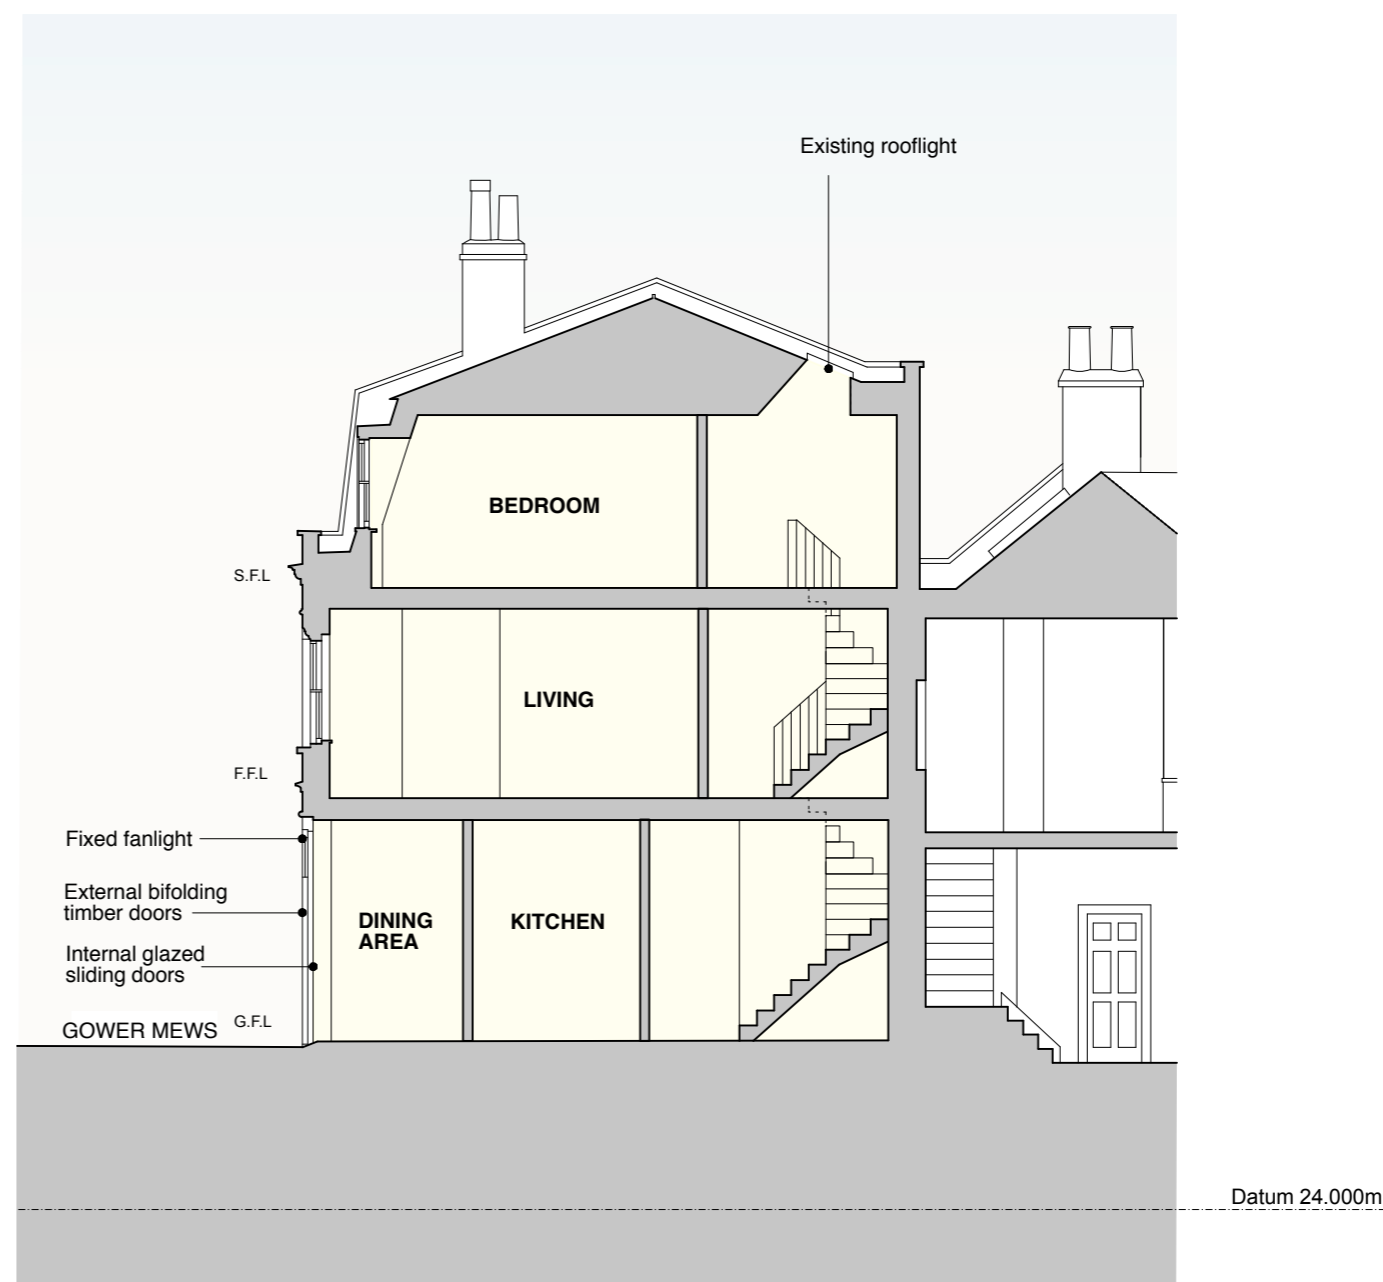 Existing rooflight
BEDROOM
S.F.L
LIVING
F.F.L
Fixed fanlight
External bifolding
timber doors
DINING
AREA
KITCHEN
Internal glazed
sliding doors
GOWER MEWS
G.F.L
Datum 24.000m